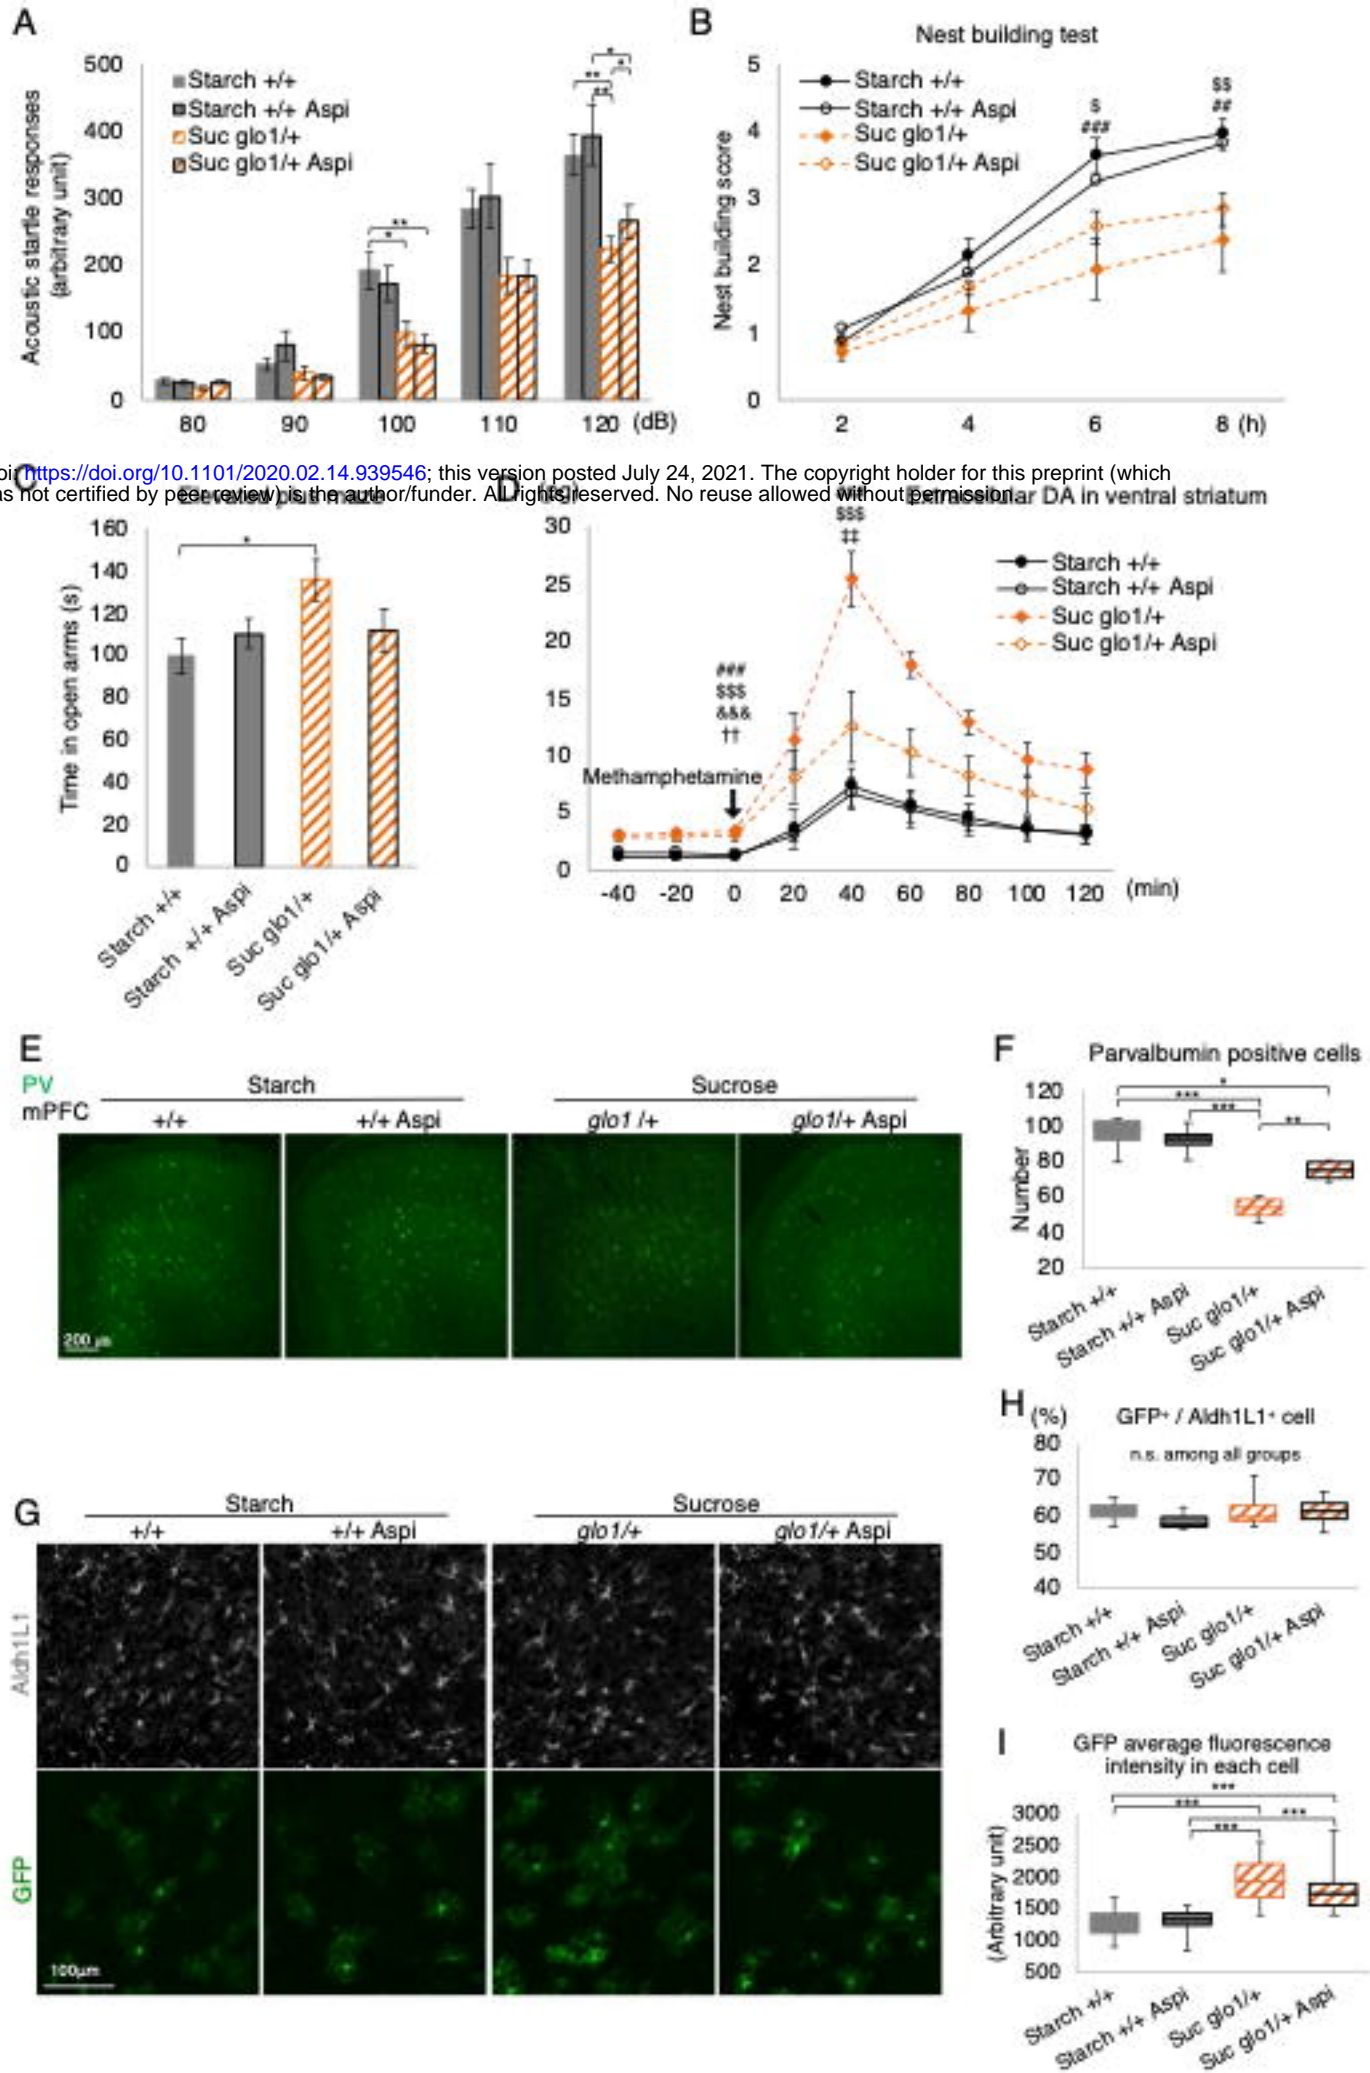 A
Acoustic startle responses
(arbitrary unit)
500
400
300
200
100
0
Starch +/+
Starch +/+ Aspi
Suc glo1/+
Suc glo1/+ Aspi
*
**
*
**
**
*
80 90 100 110 120 (dB)
B
Nest building test
Nest building score
5
4
3
2
1
0
Starch +/+
Starch +/+ Aspi
Suc glo1/+
Suc glo1/+ Aspi
$
###
$$
##
2 4 6 8 (h)
oi: https://doi.org/10.1101/2020.02.14.939546; this version posted July 24, 2021. The copyright holder for this preprint (which
as not certified by peer review) is the author/funder. All rights reserved. No reuse allowed without permission.
C
Elevated plus maze
Time in open arms (s)
160
140
120
100
80
60
40
20
0
*
Starch +/+
Starch +/+ Aspi
Suc glo1/+
Suc glo1/+ Aspi
D
Extracellular DA in ventral striatum
30
25
20
15
10
5
0
$$$
‡‡
Starch +/+
Starch +/+ Aspi
Suc glo1/+
Suc glo1/+ Aspi
###
$$$
&&&
††
Methamphetamine
-40 -20 0 20 40 60 80 100 120 (min)
E
PV
mPFC
Starch
Sucrose
+/+
+/+ Aspi
glo1 /+
glo1/+ Aspi
200 μm
F
Parvalbumin positive cells
Number
120
100
80
60
40
20
*
***
***
**
Starch +/+
Starch +/+ Aspi
Suc glo1/+
Suc glo1/+ Aspi
G
Starch
Sucrose
+/+
+/+ Aspi
glo1/+
glo1/+ Aspi
Aldh1L1
GFP
100μm
H
(%)
GFP⁺ / Aldh1L1⁺ cell
n.s. among all groups
80
70
60
50
40
Starch +/+
Starch +/+ Aspi
Suc glo1/+
Suc glo1/+ Aspi
I
GFP average fluorescence
intensity in each cell
(Arbitrary unit)
***
***
***
***
3000
2500
2000
1500
1000
500
Starch +/+
Starch +/+ Aspi
Suc glo1/+
Suc glo1/+ Aspi